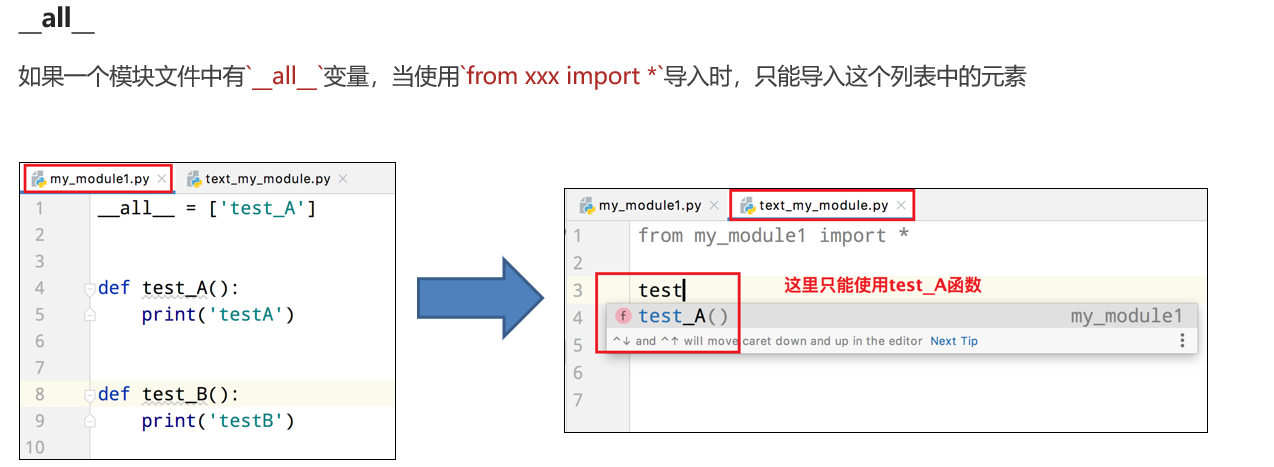 __all__
如果一个模块文件中有`__all__`变量，当使用`from xxx import *`导入时，只能导入这个列表中的元素
my_module1.py × text_my_module.py ×
1 __all__ = ['test_A']
2
3
4 def test_A():
5 print('testA')
6
7
8 def test_B():
9 print('testB')
10
my_module1.py × text_my_module.py ×
1 from my_module1 import *
2
3 test 这里只能使用test_A函数
4 f test_A() my_module1
5 ^↓ and ^↑ will move caret down and up in the editor Next Tip
6
7